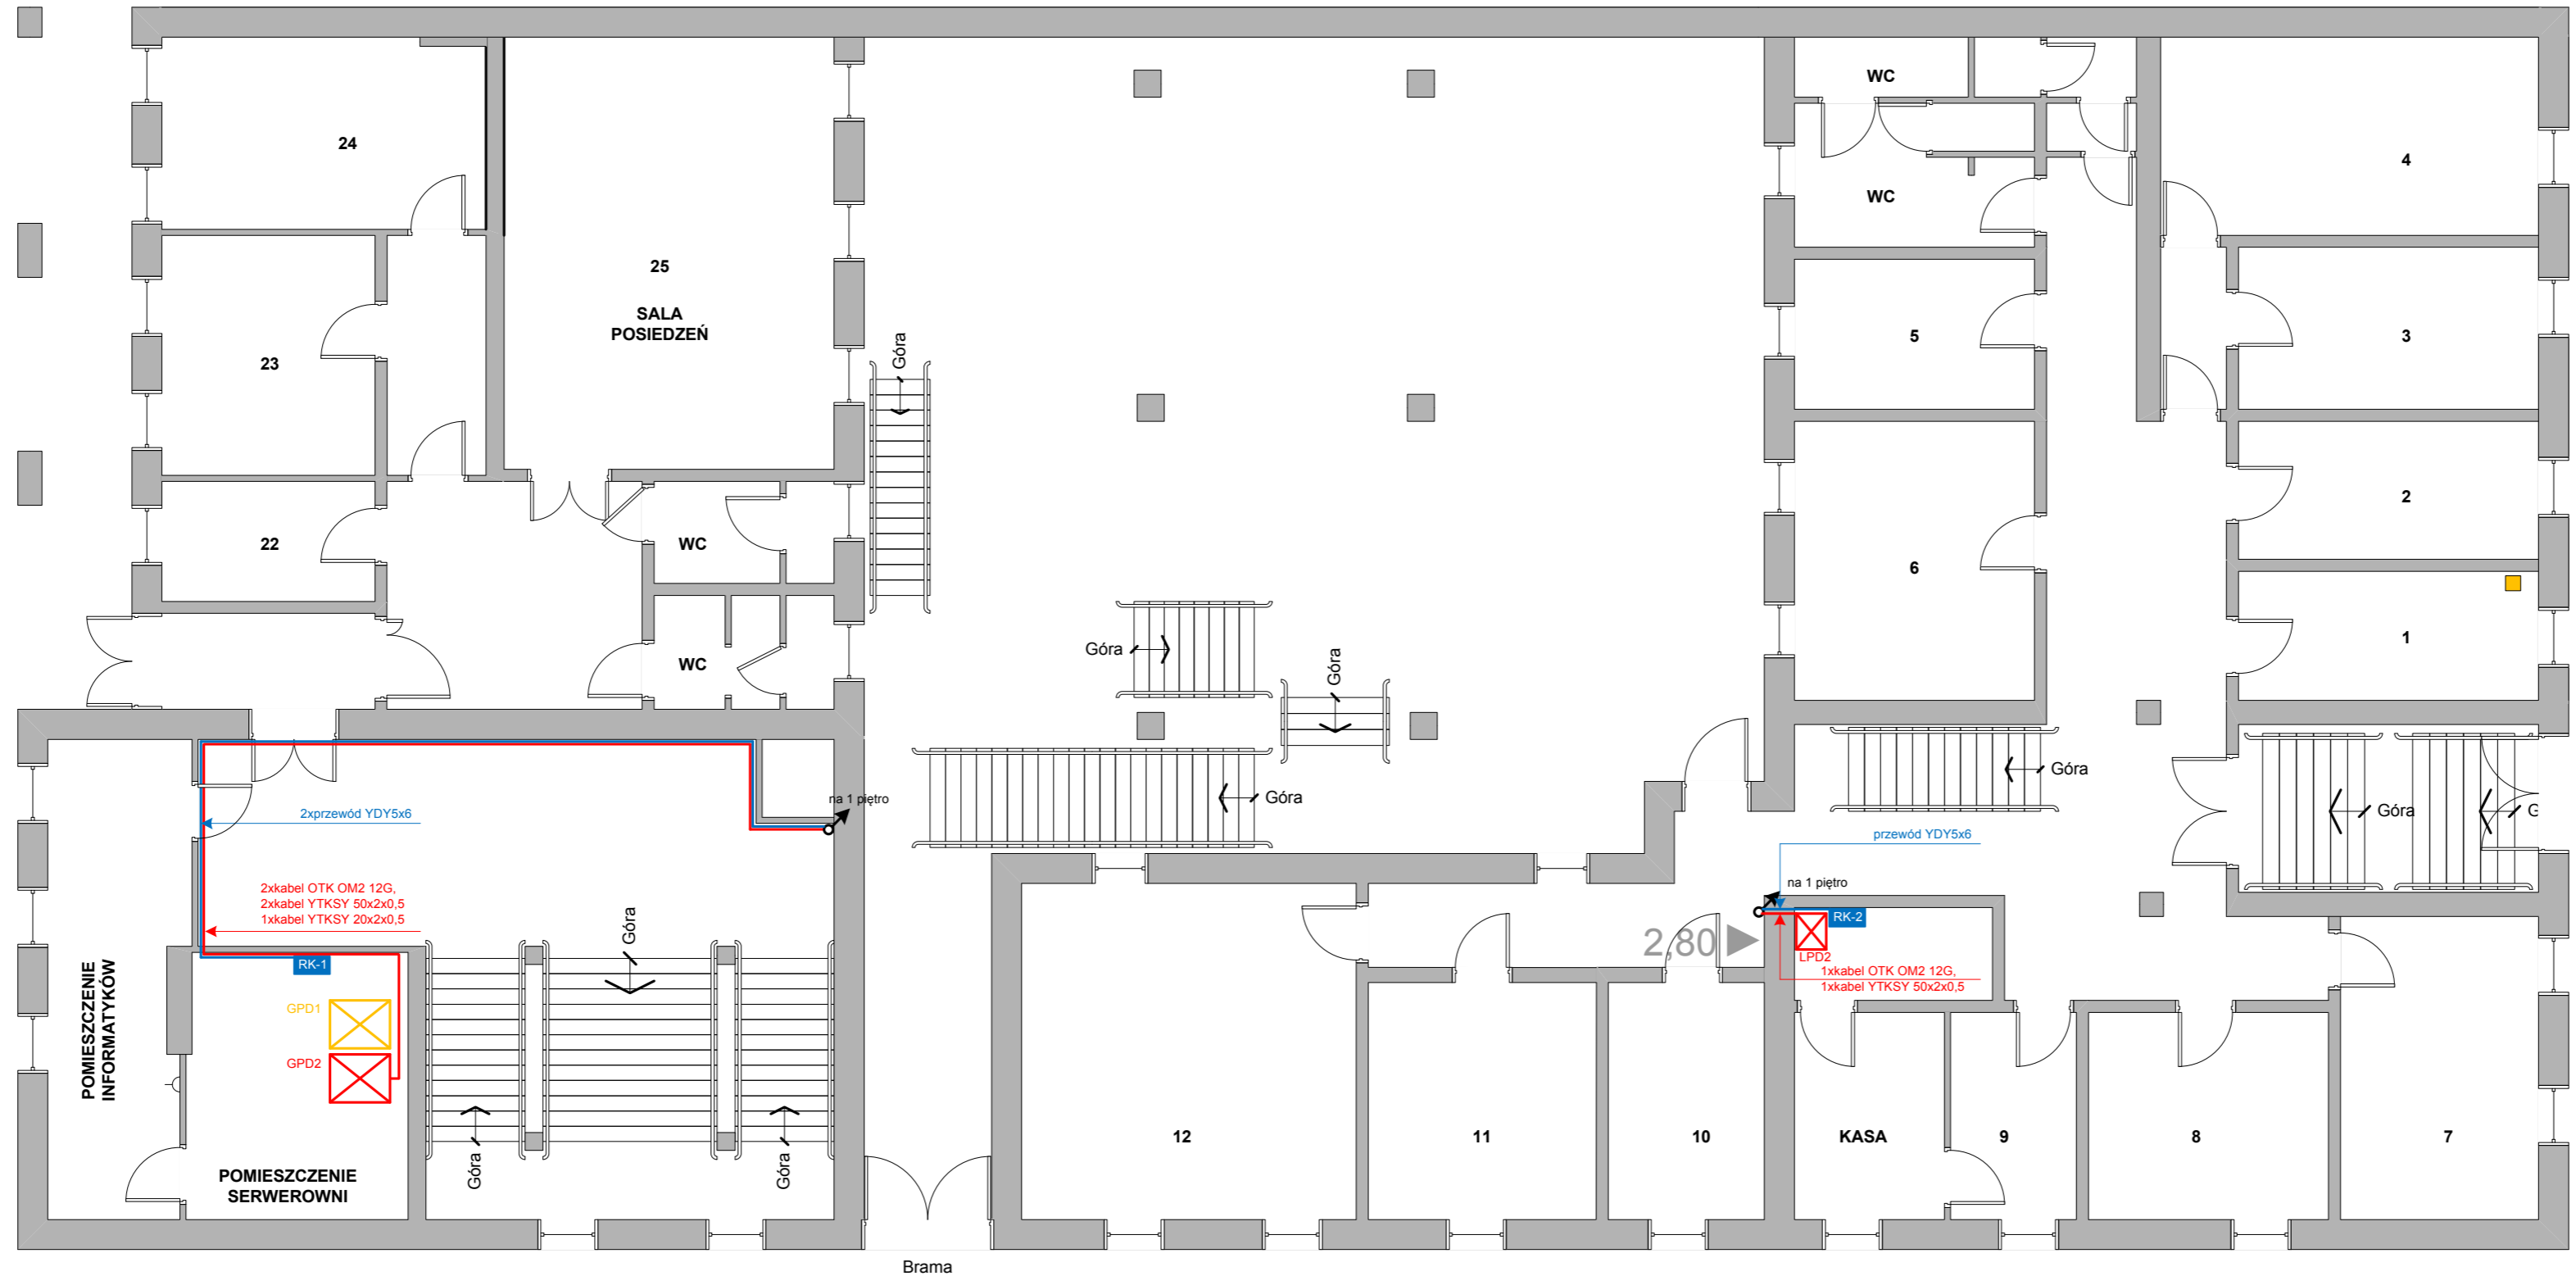 WC
24
4
WC
25
SALA
POSIEDZEŃ
5
3
23
Góra
2
22
WC
6
1
Góra
Góra
WC
Góra
Góra
Góra
G
na 1 piętro
2xprzewód YDY5x6
przewód YDY5x6
na 1 piętro
2xkabel OTK OM2 12G,
2xkabel YTKSY 50x2x0,5
1xkabel YTKSY 20x2x0,5
RK-2
Góra
2,80
LPD2
RK-1
1xkabel OTK OM2 12G,
1xkabel YTKSY 50x2x0,5
POMIESZCZENIE
INFORMATYKÓW
GPD1
GPD2
12
11
10
KASA
9
8
7
Góra
Góra
POMIESZCZENIE
SERWEROWNI
Brama